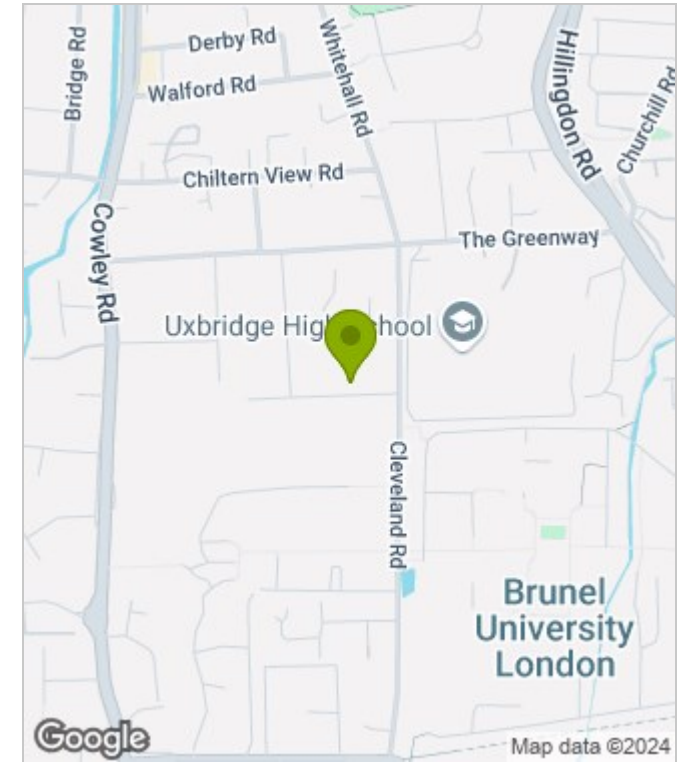 Bridge Rd
Derby Rd
Walford Rd
Whitehall Rd
Hillingdon Rd
Churchill Rd
Chiltern View Rd
Cowley Rd
The Greenway
Uxbridge High School
Cleveland Rd
Brunel
University
London
Google
Map data ©2024